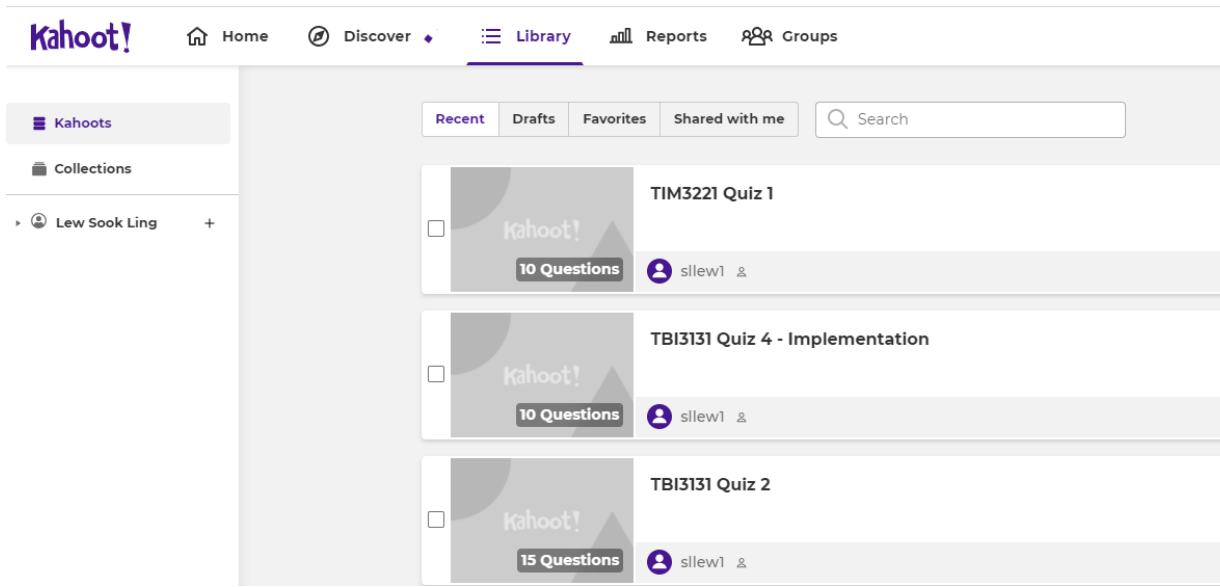 Kahoot!
Home
Discover
Library
Reports
Groups
Kahoots
Collections
Lew Sook Ling
+
Recent
Drafts
Favorites
Shared with me
Search
TIM3221 Quiz 1
Kahoot!
10 Questions
sllew1
TBI3131 Quiz 4 - Implementation
Kahoot!
10 Questions
sllew1
TBI3131 Quiz 2
Kahoot!
15 Questions
sllew1